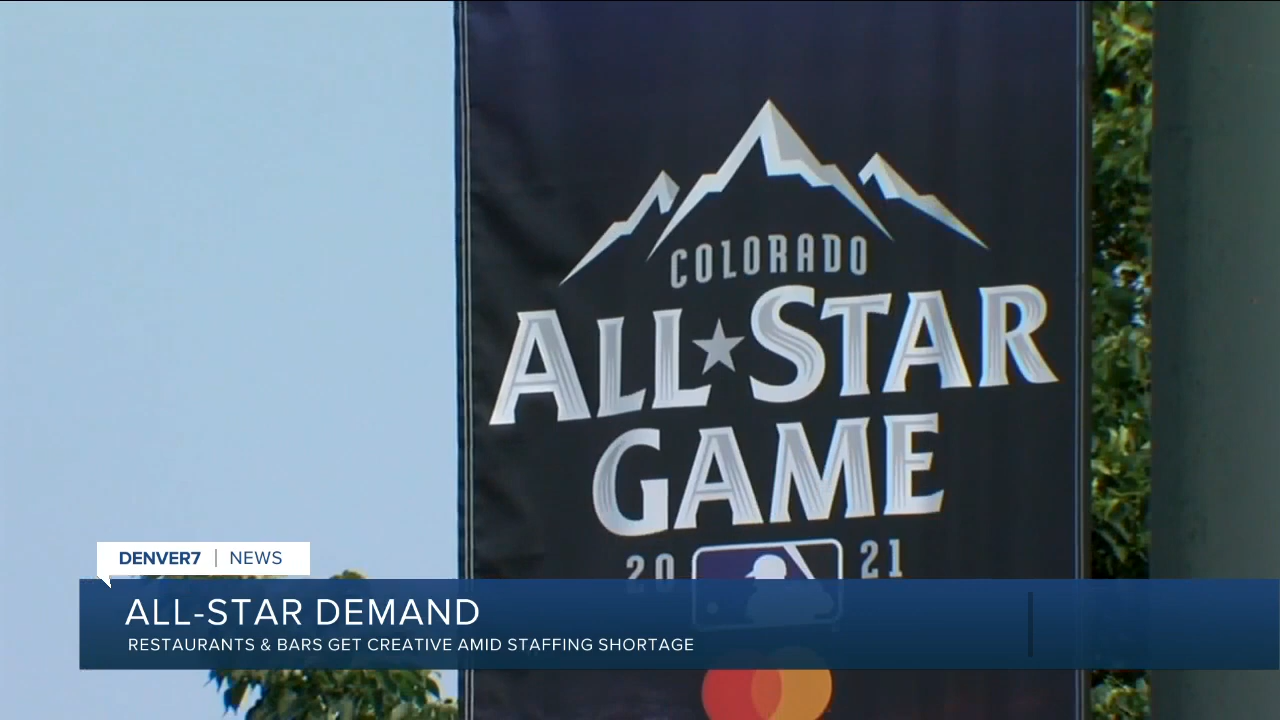 COLORADO
ALL★STAR
GAME
20 21
DENVER7 | NEWS
ALL-STAR DEMAND
RESTAURANTS & BARS GET CREATIVE AMID STAFFING SHORTAGE